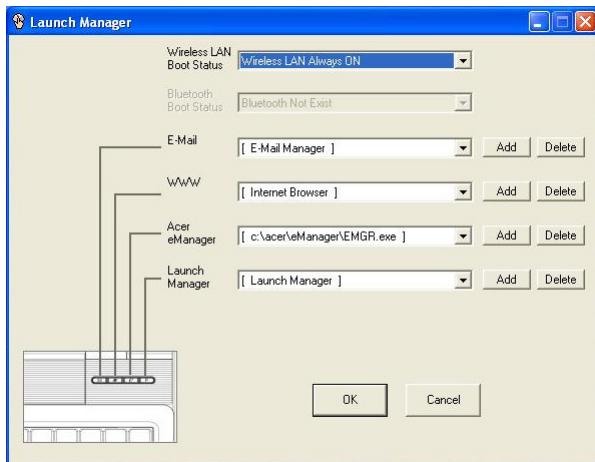 Launch Manager
Wireless LAN
Boot Status
Wireless LAN Always ON
Bluetooth
Boot Status
Bluetooth Not Exist
E-Mail
[ E-Mail Manager ]
Add
Delete
WWW
[ Internet Browser ]
Add
Delete
Acer
eManager
[ c:\acer\eManager\EMGR.exe ]
Add
Delete
Launch
Manager
[ Launch Manager ]
Add
Delete
OK
Cancel